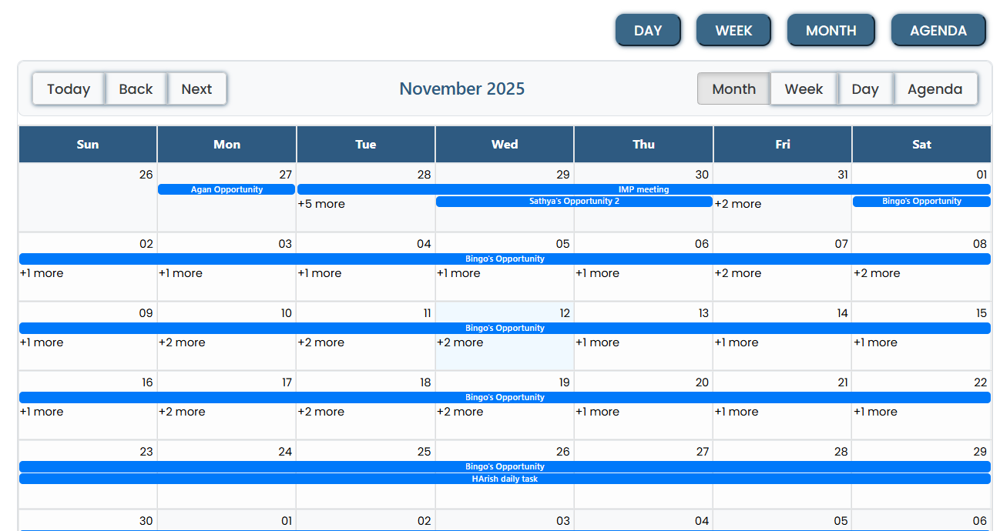 DAY WEEK MONTH AGENDA
Today Back Next November 2025 Month Week Day Agenda
Sun Mon Tue Wed Thu Fri Sat
26 27 28 29 30 31 01
Agan Opportunity IMP meeting
+5 more Sathya's Opportunity 2 +2 more Bingo's Opportunity
02 03 04 05 06 07 08
Bingo's Opportunity
+1 more +1 more +1 more +1 more +1 more +2 more +2 more
09 10 11 12 13 14 15
Bingo's Opportunity
+1 more +2 more +2 more +2 more +1 more +1 more +1 more
16 17 18 19 20 21 22
Bingo's Opportunity
+1 more +2 more +2 more +2 more +1 more +1 more +1 more
23 24 25 26 27 28 29
Bingo's Opportunity
HArish daily task
30 01 02 03 04 05 06